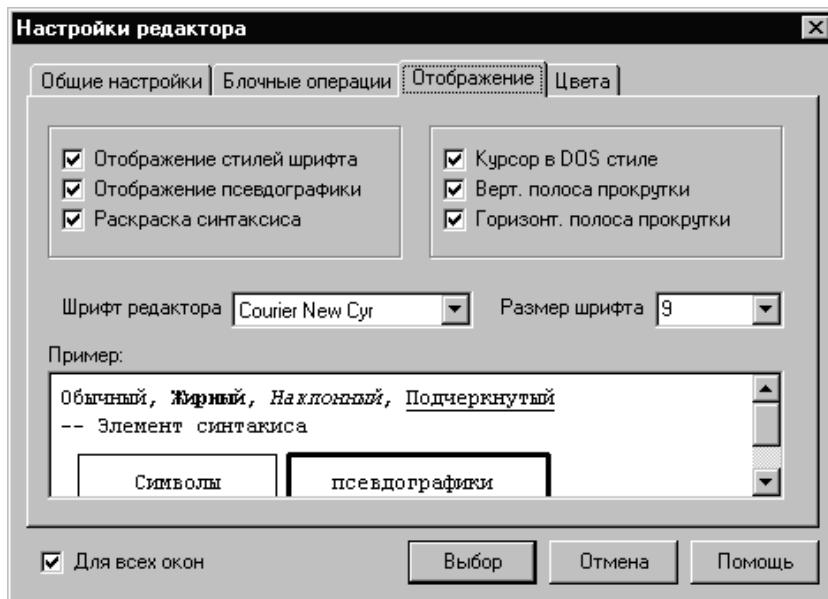 Настройки редактора
Общие настройки Блочные операции Отображение Цвета
Отображение стилей шрифта
Отображение псевдографики
Раскраска синтаксиса
Курсор в DOS стиле
Верт. полоса прокрутки
Горизонт. полоса прокрутки
Шрифт редактора Courier New Cyr Размер шрифта 9
Пример:
Обычный, Жирный, Наклонный, Подчеркнутый
-- Элемент синтакиса
Символы псевдографики
Для всех окон Выбор Отмена Помощь